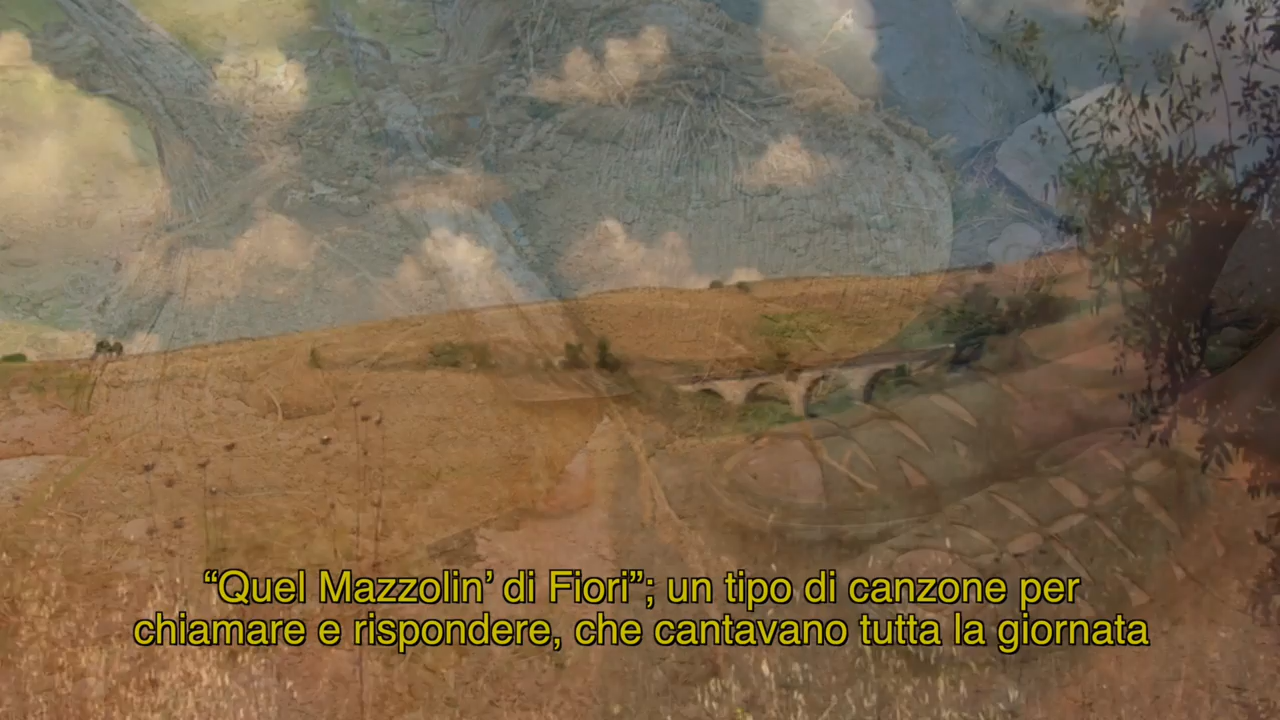 “Quel Mazzolin’ di Fiori”; un tipo di canzone per
chiamare e rispondere, che cantavano tutta la giornata